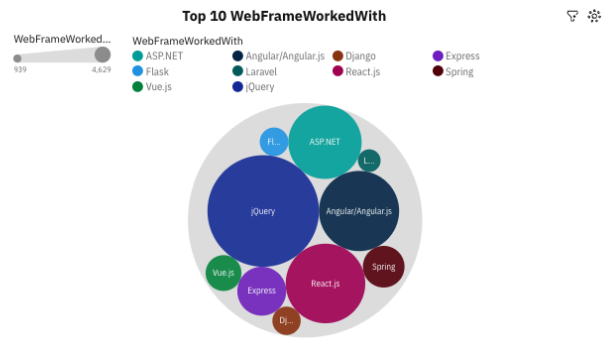 Top 10 WebFrameWorkedWith
WebFrameWorked...
939
4,629
WebFrameWorkedWith
ASP.NET
Angular/Angular.js
Django
Express
Flask
Laravel
React.js
Spring
Vue.js
jQuery
Fl...
ASP.NET
L...
jQuery
Angular/Angular.js
Vue.js
Express
React.js
Spring
Dj...